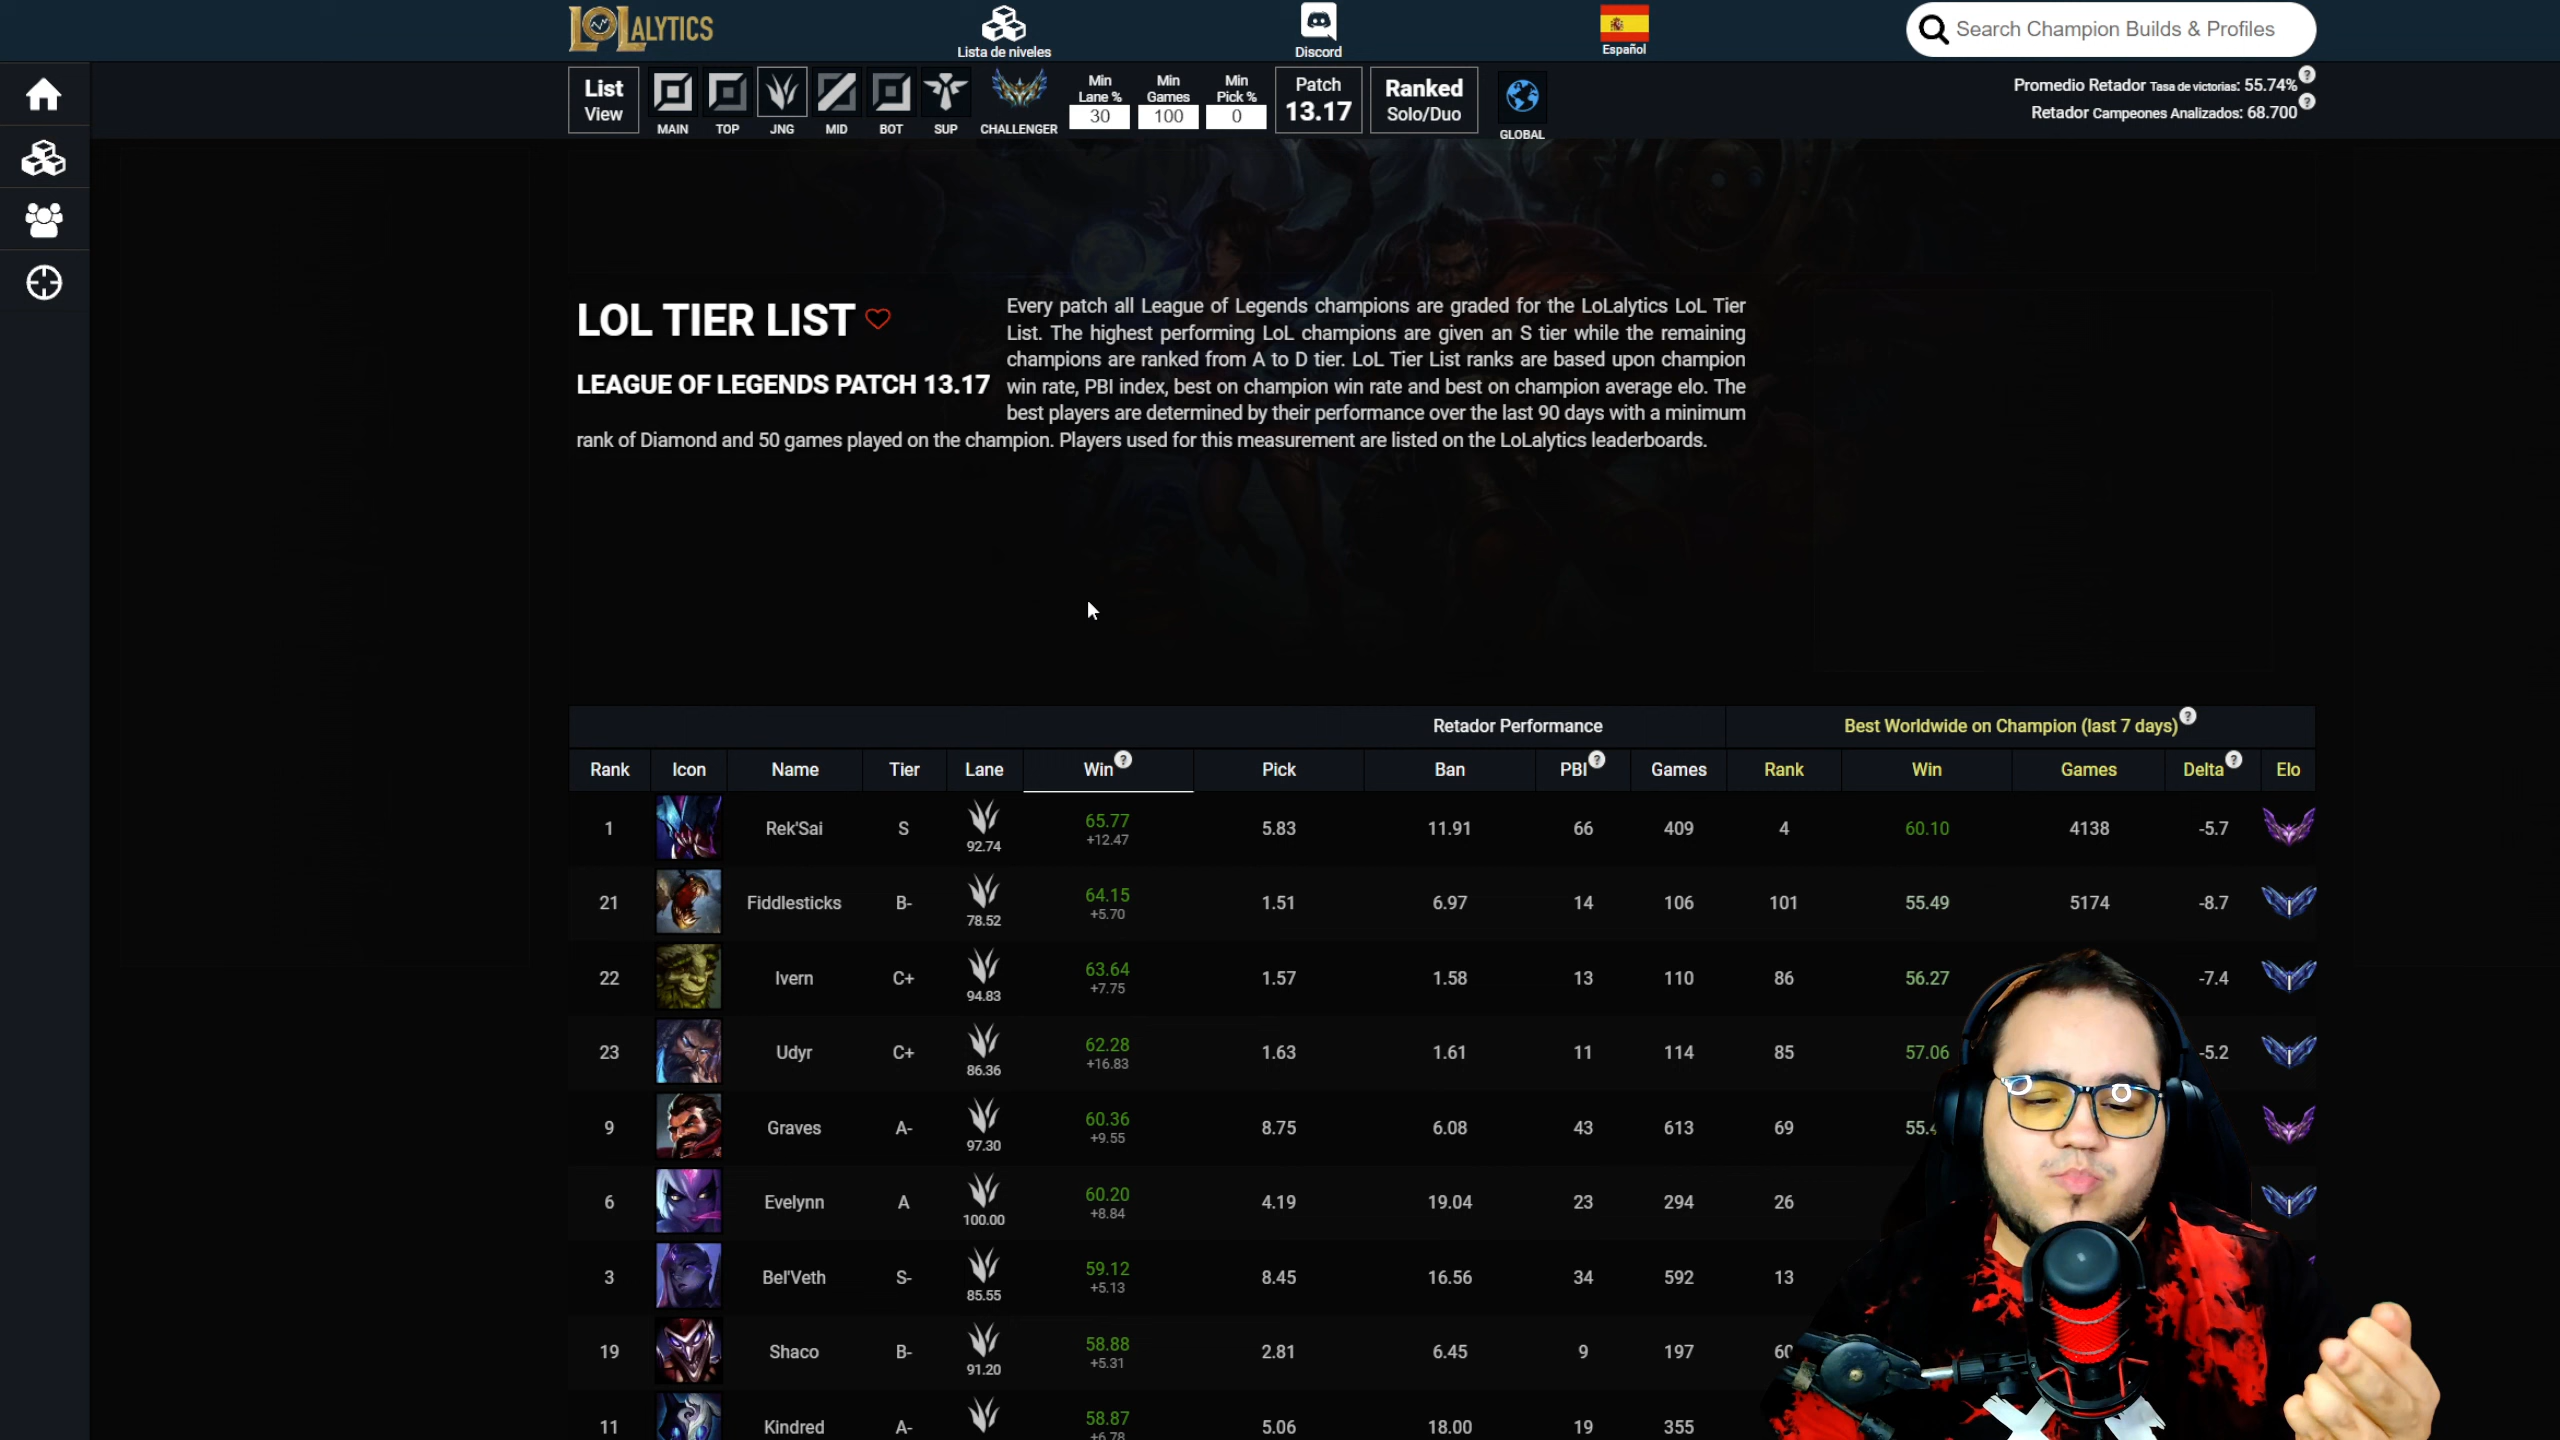 LOLALYTICS
Lista de niveles
Discord
Español
Search Champion Builds & Profiles
List View
MAIN
TOP
JNG
MID
BOT
SUP
CHALLENGER
Min Lane % 30
Min Games 100
Min Pick % 0
Patch 13.17
Ranked Solo/Duo
GLOBAL
Promedio Retador Tasa de victorias: 55.74% ?
Retador Campeones Analizados: 68.700 ?
LOL TIER LIST
LEAGUE OF LEGENDS PATCH 13.17
Every patch all League of Legends champions are graded for the LoLalytics LoL Tier
List. The highest performing LoL champions are given an S tier while the remaining
champions are ranked from A to D tier. LoL Tier List ranks are based upon champion
win rate, PBI index, best on champion win rate and best on champion average elo. The
best players are determined by their performance over the last 90 days with a minimum
rank of Diamond and 50 games played on the champion. Players used for this measurement are listed on the LoLalytics leaderboards.
Retador Performance Best Worldwide on Champion (last 7 days) ?
Rank Icon Name Tier Lane Win ? Pick Ban PBI ? Games Rank Win Games Delta ? Elo
1 Rek'Sai S 92.74 65.77 +12.47 5.83 11.91 66 409 4 60.10 4138 -5.7
21 Fiddlesticks B- 78.52 64.15 +5.70 1.51 6.97 14 106 101 55.49 5174 -8.7
22 Ivern C+ 94.83 63.64 +7.75 1.57 1.58 13 110 86 56.27 -7.4
23 Udyr C+ 86.36 62.28 +16.83 1.63 1.61 11 114 85 57.06 -5.2
9 Graves A- 97.30 60.36 +9.55 8.75 6.08 43 613 69
6 Evelynn A 100.00 60.20 +8.84 4.19 19.04 23 294 26
3 Bel'Veth S- 85.55 59.12 +5.13 8.45 16.56 34 592 13
19 Shaco B- 91.20 58.88 +5.31 2.81 6.45 9 197
11 Kindred A- 58.87 +6.78 5.06 18.00 19 355